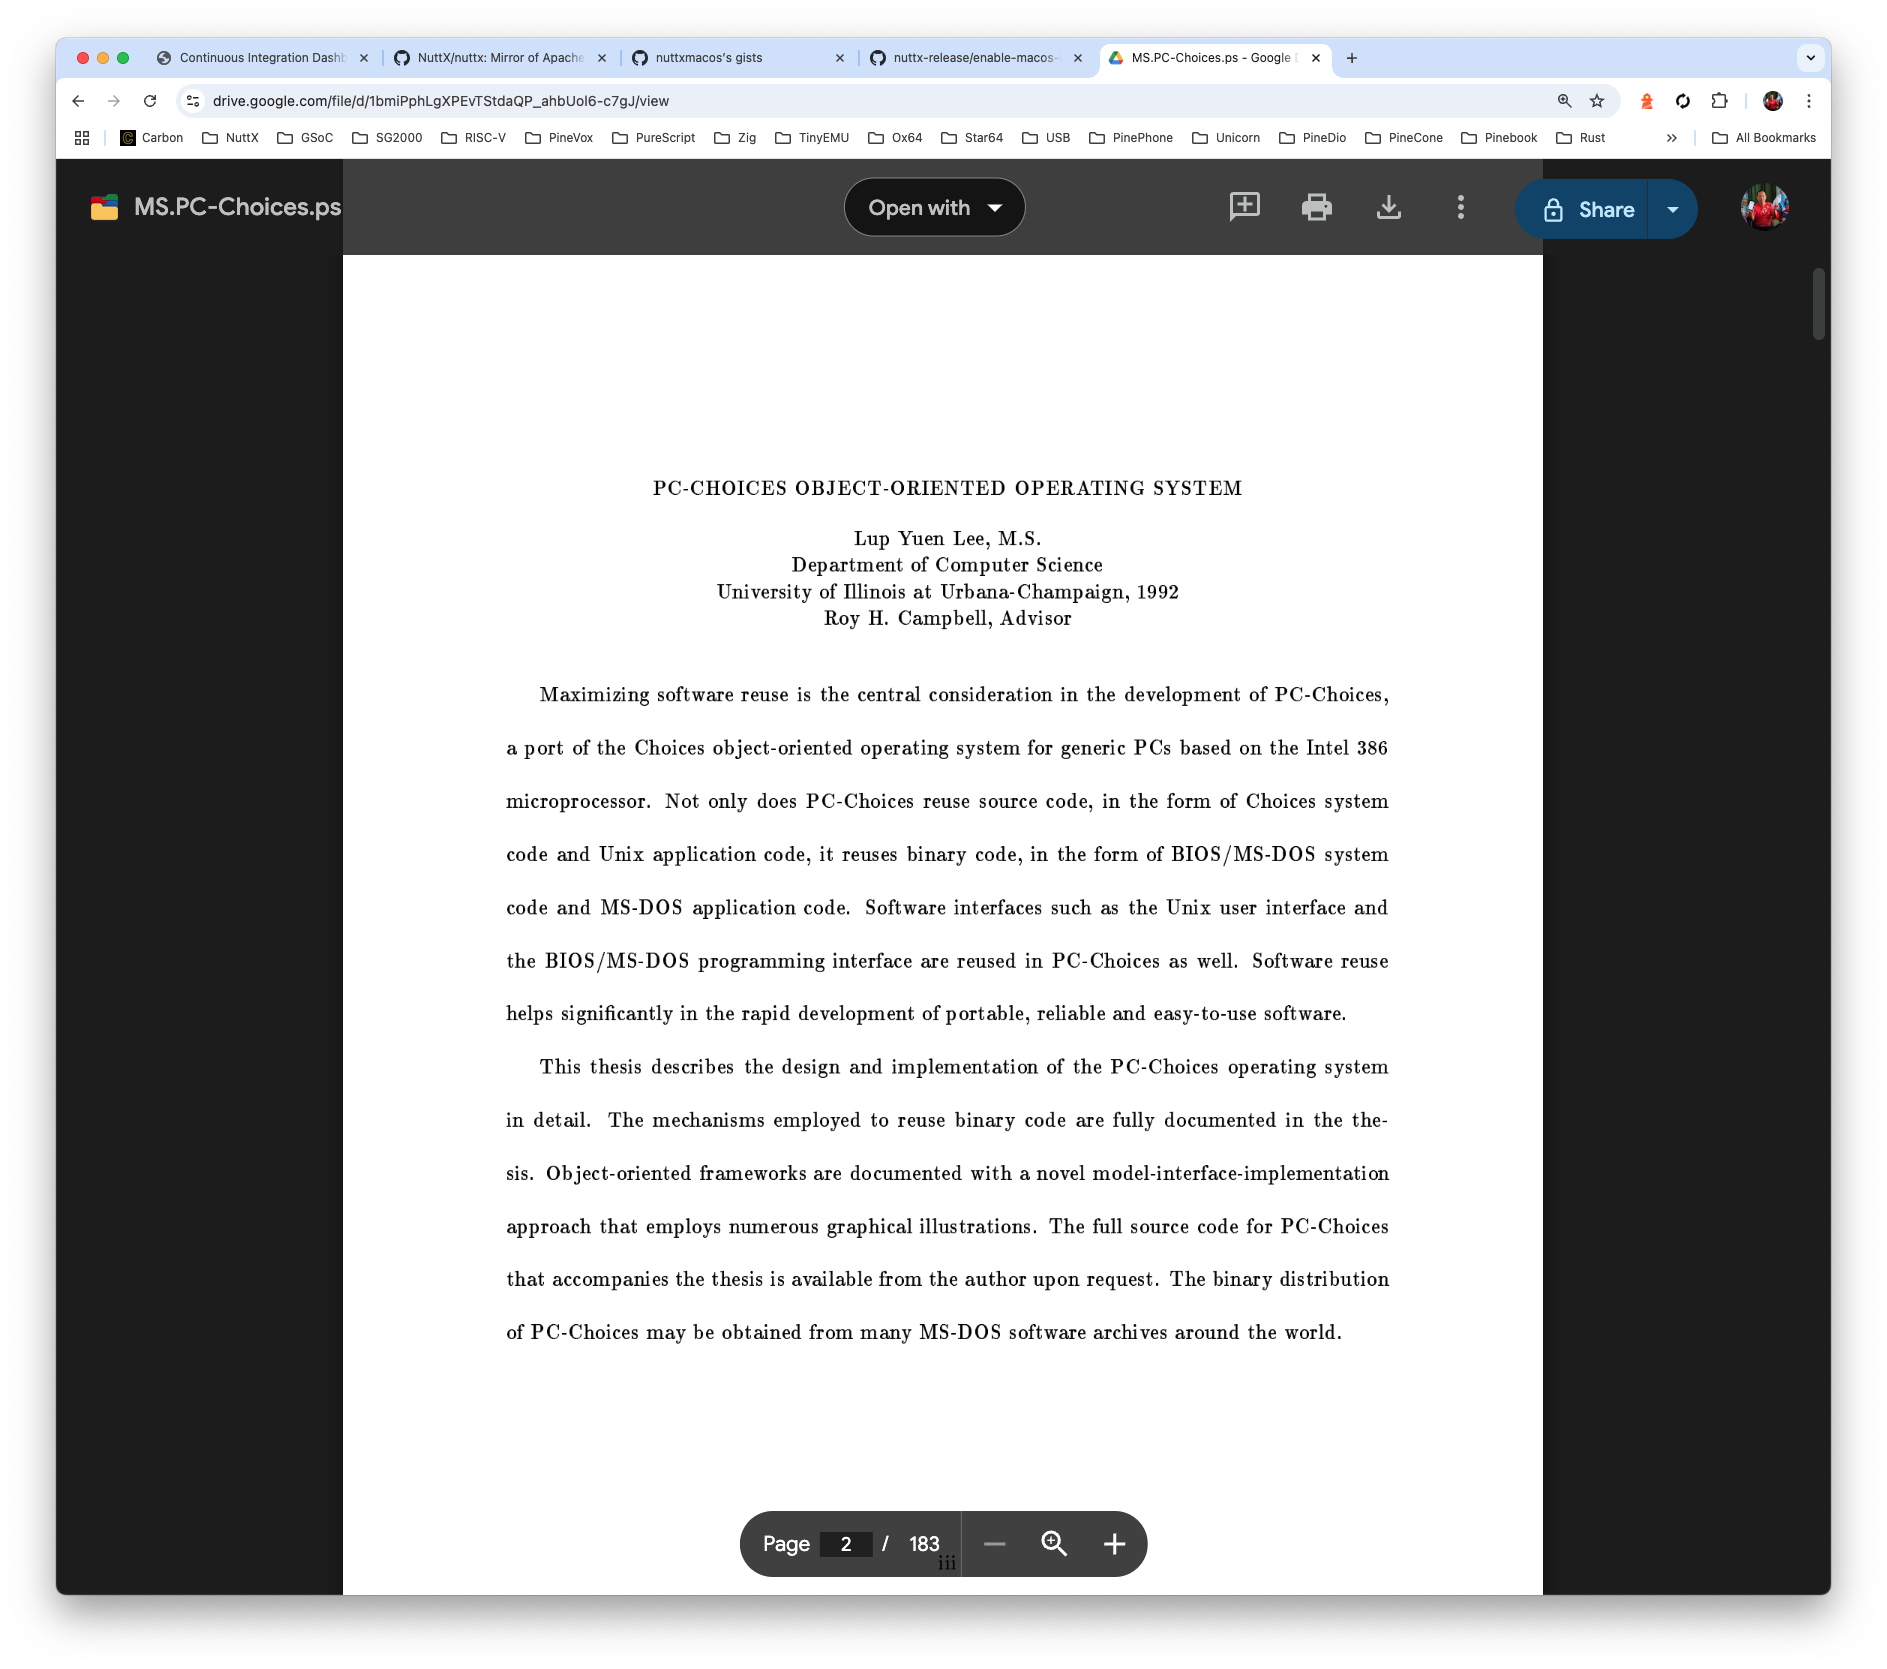 Continuous Integration Dashb
NuttX/nuttx: Mirror of Apache
nuttxmacos's gists
nuttx-release/enable-macos-
MS.PC-Choices.ps - Google D
drive.google.com/file/d/1bmiPphLgXPEvTStdaQP_ahbUoI6-c7gJ/view
Carbon NuttX GSoC SG2000 RISC-V PineVox PureScript Zig TinyEMU Ox64 Star64 USB PinePhone Unicorn PineDio PineCone Pinebook Rust » All Bookmarks
MS.PC-Choices.ps Open with Share
PC-CHOICES OBJECT-ORIENTED OPERATING SYSTEM
Lup Yuen Lee, M.S.
Department of Computer Science
University of Illinois at Urbana-Champaign, 1992
Roy H. Campbell, Advisor
Maximizing software reuse is the central consideration in the development of PC-Choices,
a port of the Choices object-oriented operating system for generic PCs based on the Intel 386
microprocessor. Not only does PC-Choices reuse source code, in the form of Choices system
code and Unix application code, it reuses binary code, in the form of BIOS/MS-DOS system
code and MS-DOS application code. Software interfaces such as the Unix user interface and
the BIOS/MS-DOS programming interface are reused in PC-Choices as well. Software reuse
helps significantly in the rapid development of portable, reliable and easy-to-use software.
This thesis describes the design and implementation of the PC-Choices operating system
in detail. The mechanisms employed to reuse binary code are fully documented in the the-
sis. Object-oriented frameworks are documented with a novel model-interface-implementation
approach that employs numerous graphical illustrations. The full source code for PC-Choices
that accompanies the thesis is available from the author upon request. The binary distribution
of PC-Choices may be obtained from many MS-DOS software archives around the world.
Page 2 / 183
iii